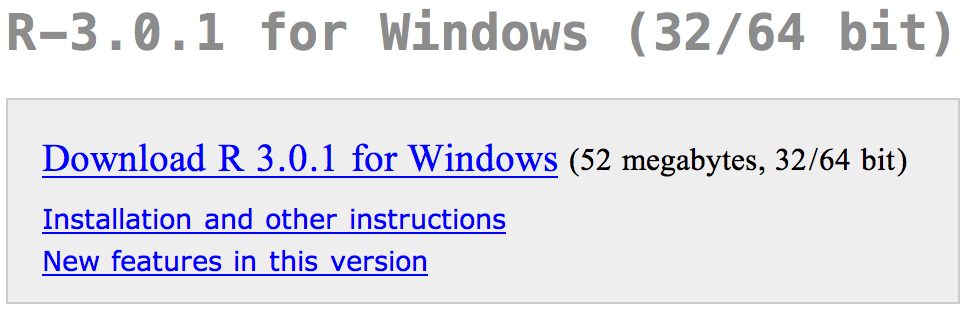 R-3.0.1 for Windows (32/64 bit)
Download R 3.0.1 for Windows (52 megabytes, 32/64 bit)
Installation and other instructions
New features in this version